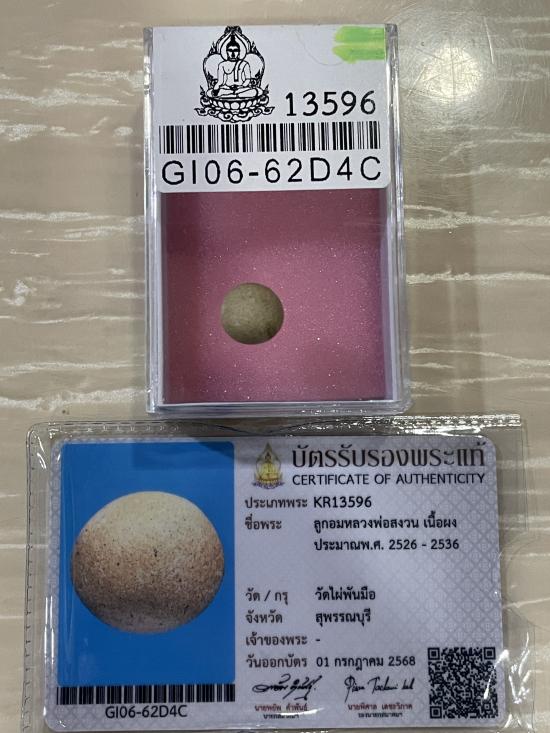 13596
GI06-62D4C
บัตรรับรองพระแท้
CERTIFICATE OF AUTHENTICITY
ประเภทพระ KR13596
ชื่อพระ ลูกอมหลวงพ่อสงวน เนื้อผง
ประมาณพ.ศ. 2526 - 2536
วัด / กรุ วัดไผ่พันมือ
จังหวัด สุพรรณบุรี
เจ้าของพระ -
วันออกบัตร 01 กรกฎาคม 2568
GI06-62D4C